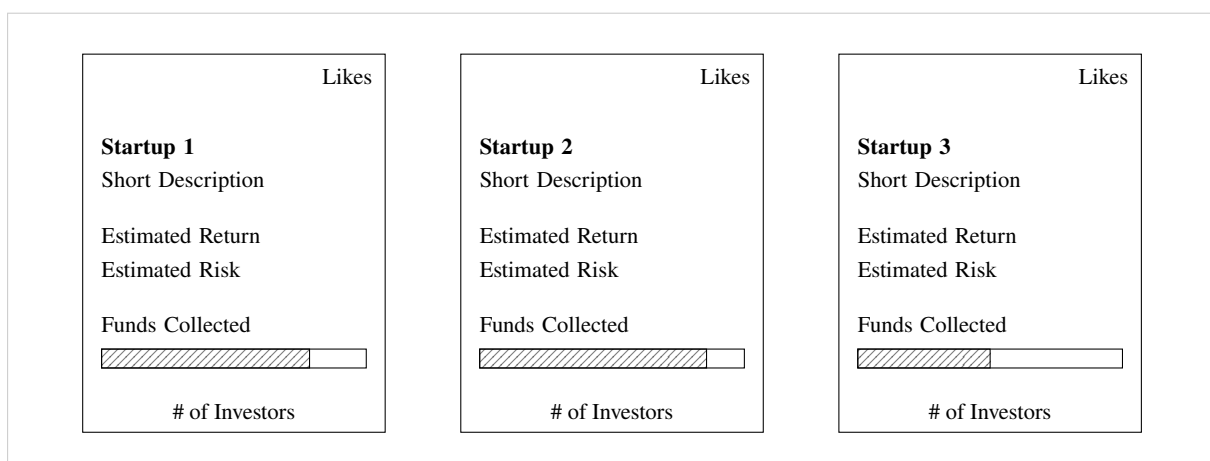 Likes
Startup 1
Short Description
Estimated Return
Estimated Risk
Funds Collected
# of Investors
Likes
Startup 2
Short Description
Estimated Return
Estimated Risk
Funds Collected
# of Investors
Likes
Startup 3
Short Description
Estimated Return
Estimated Risk
Funds Collected
# of Investors